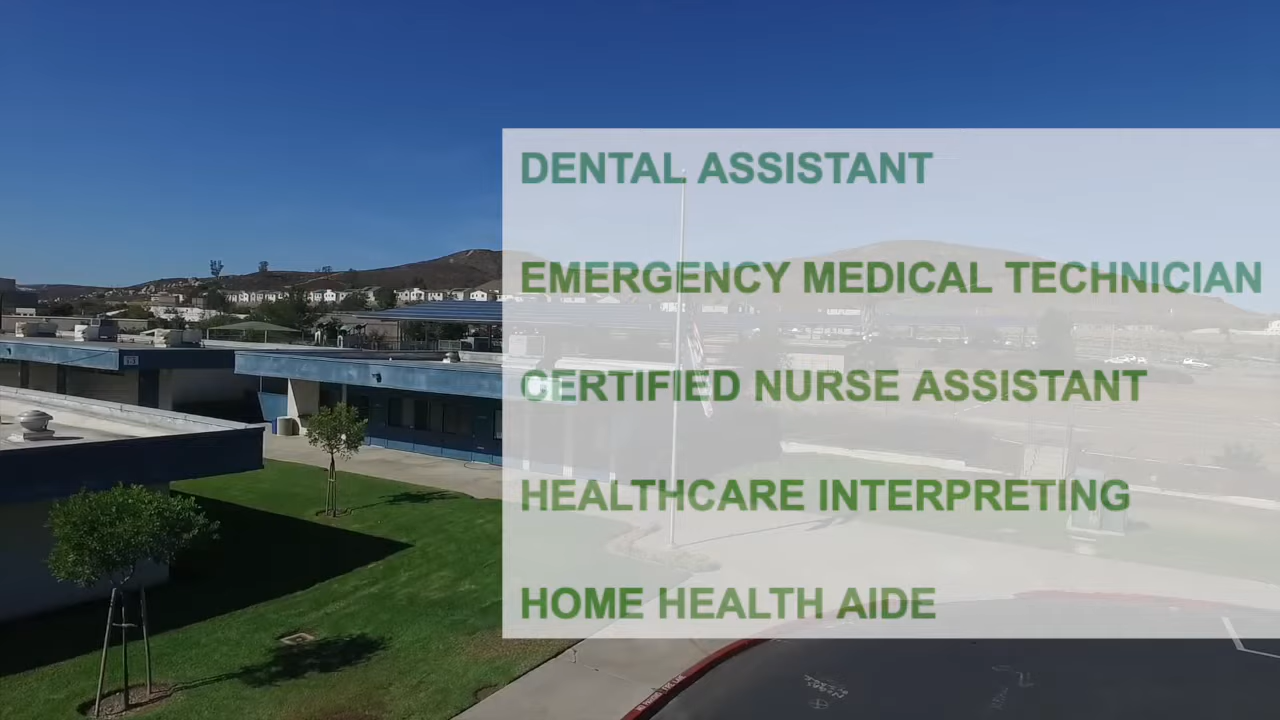 DENTAL ASSISTANT
EMERGENCY MEDICAL TECHNICIAN
CERTIFIED NURSE ASSISTANT
HEALTHCARE INTERPRETING
HOME HEALTH AIDE